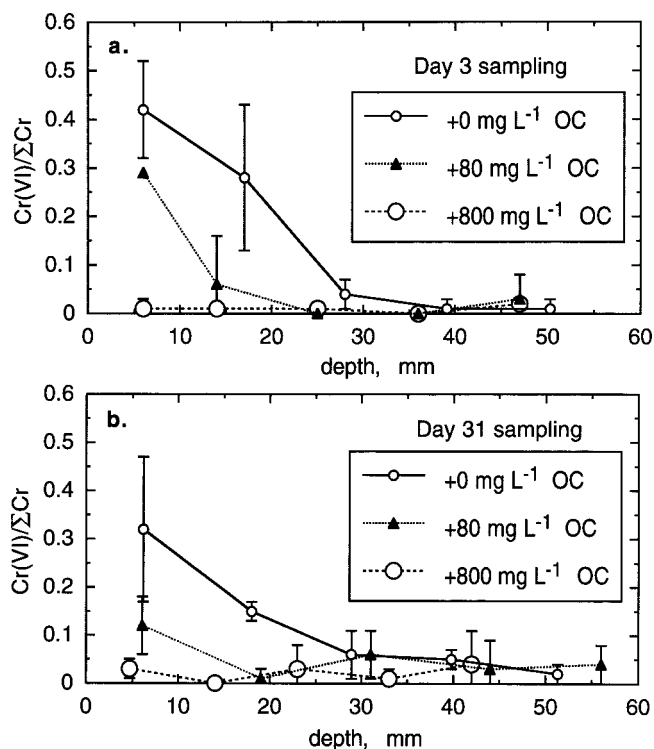 a.
Day 3 sampling
+0 mg L⁻¹ OC
+80 mg L⁻¹ OC
+800 mg L⁻¹ OC
Cr(VI)/ΣCr
0.6
0.5
0.4
0.3
0.2
0.1
0
0 10 20 30 40 50 60
depth, mm
b.
Day 31 sampling
+0 mg L⁻¹ OC
+80 mg L⁻¹ OC
+800 mg L⁻¹ OC
Cr(VI)/ΣCr
0.6
0.5
0.4
0.3
0.2
0.1
0
0 10 20 30 40 50 60
depth, mm